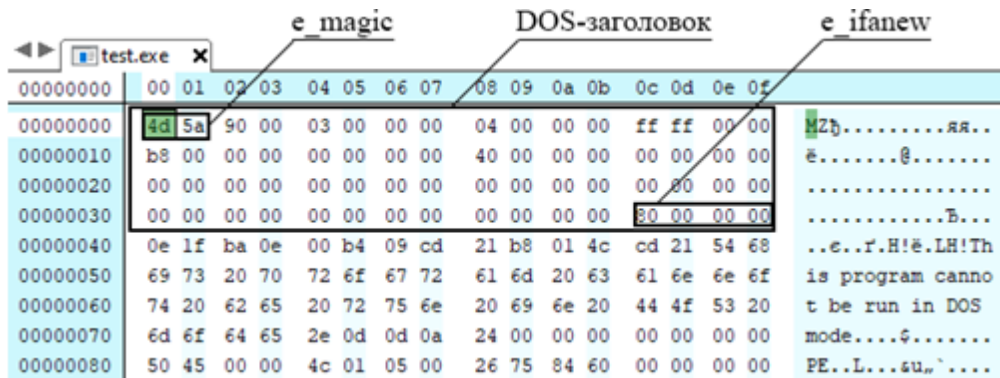 e_magic DOS-заголовок e_ifanew
test.exe X
00000000 00 01 02 03 04 05 06 07 08 09 0a 0b 0c 0d 0e 0f
00000000 4d 5a 90 00 03 00 00 00 04 00 00 00 ff ff 00 00 MZђ.........яя..
00000010 b8 00 00 00 00 00 00 00 40 00 00 00 00 00 00 00 ё.......@.......
00000020 00 00 00 00 00 00 00 00 00 00 00 00 00 00 00 00 ................
00000030 00 00 00 00 00 00 00 00 00 00 00 00 80 00 00 00 ............Ђ...
00000040 0e 1f ba 0e 00 b4 09 cd 21 b8 01 4c cd 21 54 68 ..є..ґ.Н!ё.LН!Th
00000050 69 73 20 70 72 6f 67 72 61 6d 20 63 61 6e 6e 6f is program canno
00000060 74 20 62 65 20 72 75 6e 20 69 6e 20 44 4f 53 20 t be run in DOS
00000070 6d 6f 64 65 2e 0d 0d 0a 24 00 00 00 00 00 00 00 mode....$.......
00000080 50 45 00 00 4c 01 05 00 26 75 84 60 00 00 00 00 PE..L...&u„`....